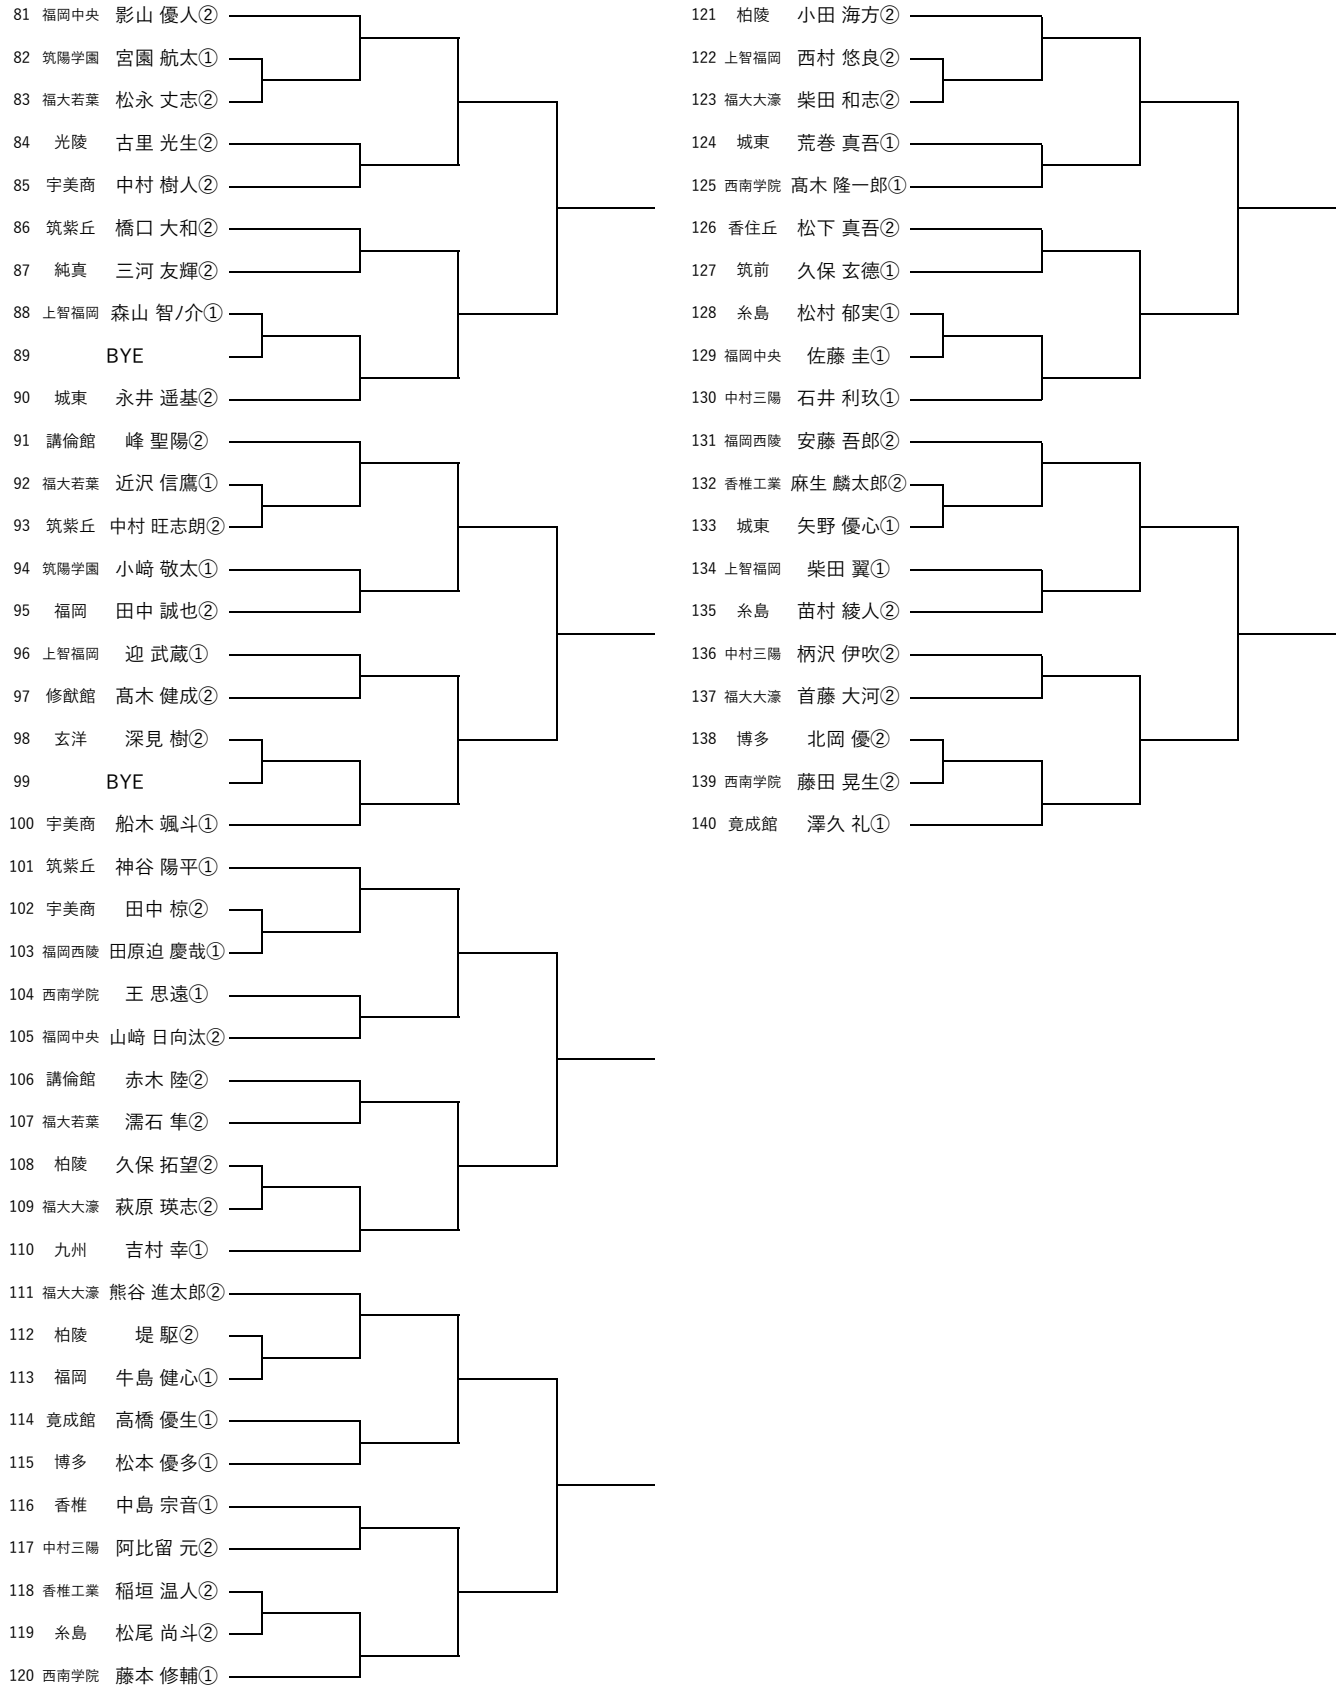 81 福岡中央 影山 優人②
82 筑陽学園 宮園 航太①
83 福大若葉 松永 丈志②
84 光陵 古里 光生②
85 宇美商 中村 樹人②
86 筑紫丘 橋口 大和②
87 純真 三河 友輝②
88 上智福岡 森山 智ノ介①
89 BYE
90 城東 永井 遥基②
91 講倫館 峰 聖陽②
92 福大若葉 近沢 信鷹①
93 筑紫丘 中村 旺志朗②
94 筑陽学園 小﨑 敬太①
95 福岡 田中 誠也②
96 上智福岡 迎 武蔵①
97 修猷館 髙木 健成②
98 玄洋 深見 樹②
99 BYE
100 宇美商 船木 颯斗①
101 筑紫丘 神谷 陽平①
102 宇美商 田中 椋②
103 福岡西陵 田原迫 慶哉①
104 西南学院 王 思遠①
105 福岡中央 山﨑 日向汰②
106 講倫館 赤木 陸②
107 福大若葉 濡石 隼②
108 柏陵 久保 拓望②
109 福大大濠 萩原 瑛志②
110 九州 吉村 幸①
111 福大大濠 熊谷 進太郎②
112 柏陵 堤 駆②
113 福岡 牛島 健心①
114 竟成館 高橋 優生①
115 博多 松本 優多①
116 香椎 中島 宗音①
117 中村三陽 阿比留 元②
118 香椎工業 稲垣 温人②
119 糸島 松尾 尚斗②
120 西南学院 藤本 修輔①
121 柏陵 小田 海方②
122 上智福岡 西村 悠良②
123 福大大濠 柴田 和志②
124 城東 荒巻 真吾①
125 西南学院 髙木 隆一郎①
126 香住丘 松下 真吾②
127 筑前 久保 玄德①
128 糸島 松村 郁実①
129 福岡中央 佐藤 圭①
130 中村三陽 石井 利玖①
131 福岡西陵 安藤 吾郎②
132 香椎工業 麻生 麟太郎②
133 城東 矢野 優心①
134 上智福岡 柴田 翼①
135 糸島 苗村 綾人②
136 中村三陽 柄沢 伊吹②
137 福大大濠 首藤 大河②
138 博多 北岡 優②
139 西南学院 藤田 晃生②
140 竟成館 澤久 礼①